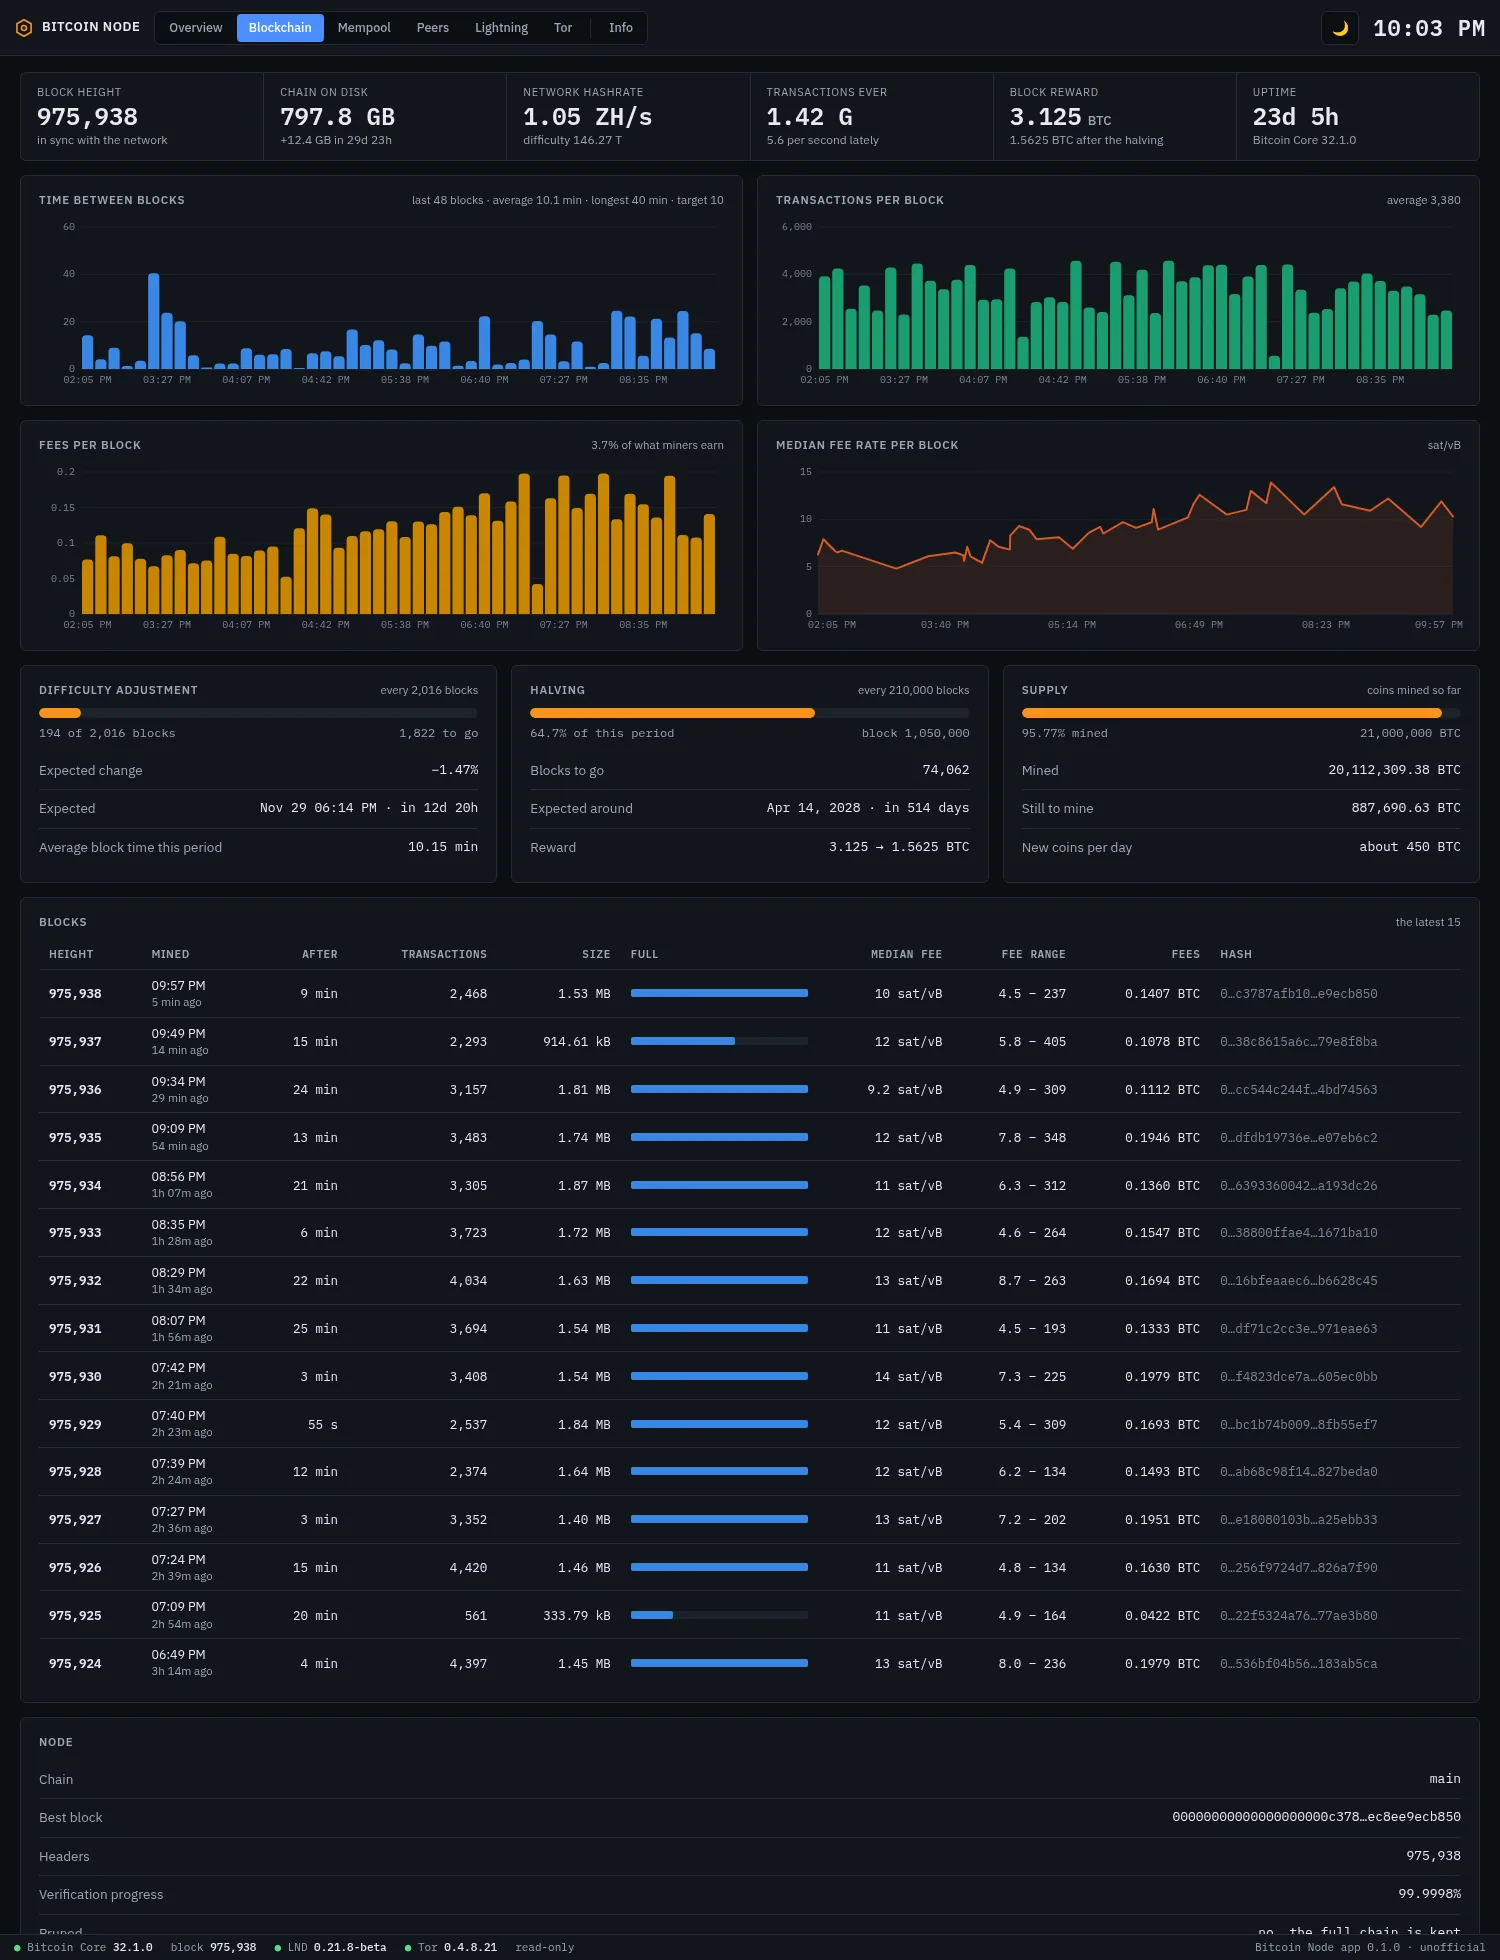 BITCOIN NODE Overview Blockchain Mempool Peers Lightning Tor Info 10:03 PM
BLOCK HEIGHT CHAIN ON DISK NETWORK HASHRATE TRANSACTIONS EVER BLOCK REWARD UPTIME
975,938 797.8 GB 1.05 ZH/s 1.42 G 3.125 BTC 23d 5h
in sync with the network +12.4 GB in 29d 23h difficulty 146.27 T 5.6 per second lately 1.5625 BTC after the halving Bitcoin Core 32.1.0
TIME BETWEEN BLOCKS last 48 blocks · average 10.1 min · longest 40 min · target 10
60
40
20
0
02:05 PM 03:27 PM 04:07 PM 04:42 PM 05:38 PM 06:40 PM 07:27 PM 08:35 PM
TRANSACTIONS PER BLOCK average 3,380
6,000
4,000
2,000
0
02:05 PM 03:27 PM 04:07 PM 04:42 PM 05:38 PM 06:40 PM 07:27 PM 08:35 PM
FEES PER BLOCK 3.7% of what miners earn
0.2
0.15
0.1
0.05
0
02:05 PM 03:27 PM 04:07 PM 04:42 PM 05:38 PM 06:40 PM 07:27 PM 08:35 PM
MEDIAN FEE RATE PER BLOCK sat/vB
15
10
5
0
02:05 PM 03:40 PM 05:14 PM 06:49 PM 08:23 PM 09:57 PM
DIFFICULTY ADJUSTMENT every 2,016 blocks
194 of 2,016 blocks 1,822 to go
Expected change −1.47%
Expected Nov 29 06:14 PM · in 12d 20h
Average block time this period 10.15 min
HALVING every 210,000 blocks
64.7% of this period block 1,050,000
Blocks to go 74,062
Expected around Apr 14, 2028 · in 514 days
Reward 3.125 → 1.5625 BTC
SUPPLY coins mined so far
95.77% mined 21,000,000 BTC
Mined 20,112,309.38 BTC
Still to mine 887,690.63 BTC
New coins per day about 450 BTC
BLOCKS the latest 15
HEIGHT MINED AFTER TRANSACTIONS SIZE FULL MEDIAN FEE FEE RANGE FEES HASH
975,938 09:57 PM 5 min ago 9 min 2,468 1.53 MB 10 sat/vB 4.5 – 237 0.1407 BTC 0…c3787afb10…e9ecb850
975,937 09:49 PM 14 min ago 15 min 2,293 914.61 kB 12 sat/vB 5.8 – 405 0.1078 BTC 0…38c8615a6c…79e8f8ba
975,936 09:34 PM 29 min ago 24 min 3,157 1.81 MB 9.2 sat/vB 4.9 – 309 0.1112 BTC 0…cc544c244f…4bd74563
975,935 09:09 PM 54 min ago 13 min 3,483 1.74 MB 12 sat/vB 7.8 – 348 0.1946 BTC 0…dfdb19736e…e07eb6c2
975,934 08:56 PM 1h 07m ago 21 min 3,305 1.87 MB 11 sat/vB 6.3 – 312 0.1360 BTC 0…6393360042…a193dc26
975,933 08:35 PM 1h 28m ago 6 min 3,723 1.72 MB 12 sat/vB 4.6 – 264 0.1547 BTC 0…38800ffae4…1671ba10
975,932 08:29 PM 1h 34m ago 22 min 4,034 1.63 MB 13 sat/vB 8.7 – 263 0.1694 BTC 0…16bfeaaec6…b6628c45
975,931 08:07 PM 1h 56m ago 25 min 3,694 1.54 MB 11 sat/vB 4.5 – 193 0.1333 BTC 0…df71c2cc3e…971eae63
975,930 07:42 PM 2h 21m ago 3 min 3,408 1.54 MB 14 sat/vB 7.3 – 225 0.1979 BTC 0…f4823dce7a…605ec0bb
975,929 07:40 PM 2h 23m ago 55 s 2,537 1.84 MB 12 sat/vB 5.4 – 309 0.1693 BTC 0…bc1b74b009…8fb55ef7
975,928 07:39 PM 2h 24m ago 12 min 2,374 1.64 MB 12 sat/vB 6.2 – 134 0.1493 BTC 0…ab68c98f14…827beda0
975,927 07:27 PM 2h 36m ago 3 min 3,352 1.40 MB 13 sat/vB 7.2 – 202 0.1951 BTC 0…e18080103b…a25ebb33
975,926 07:24 PM 2h 39m ago 15 min 4,420 1.46 MB 11 sat/vB 4.8 – 134 0.1630 BTC 0…256f9724d7…826a7f90
975,925 07:09 PM 2h 54m ago 20 min 561 333.79 kB 11 sat/vB 4.9 – 164 0.0422 BTC 0…22f5324a76…77ae3b80
975,924 06:49 PM 3h 14m ago 4 min 4,397 1.45 MB 13 sat/vB 8.0 – 236 0.1979 BTC 0…536bf04b56…183ab5ca
NODE
Chain main
Best block 00000000000000000000c378…ec8ee9ecb850
Headers 975,938
Verification progress 99.9998%
Pruned no, the full chain is kept
Bitcoin Core 32.1.0 block 975,938 LND 0.21.8-beta Tor 0.4.8.21 read-only Bitcoin Node app 0.1.0 · unofficial